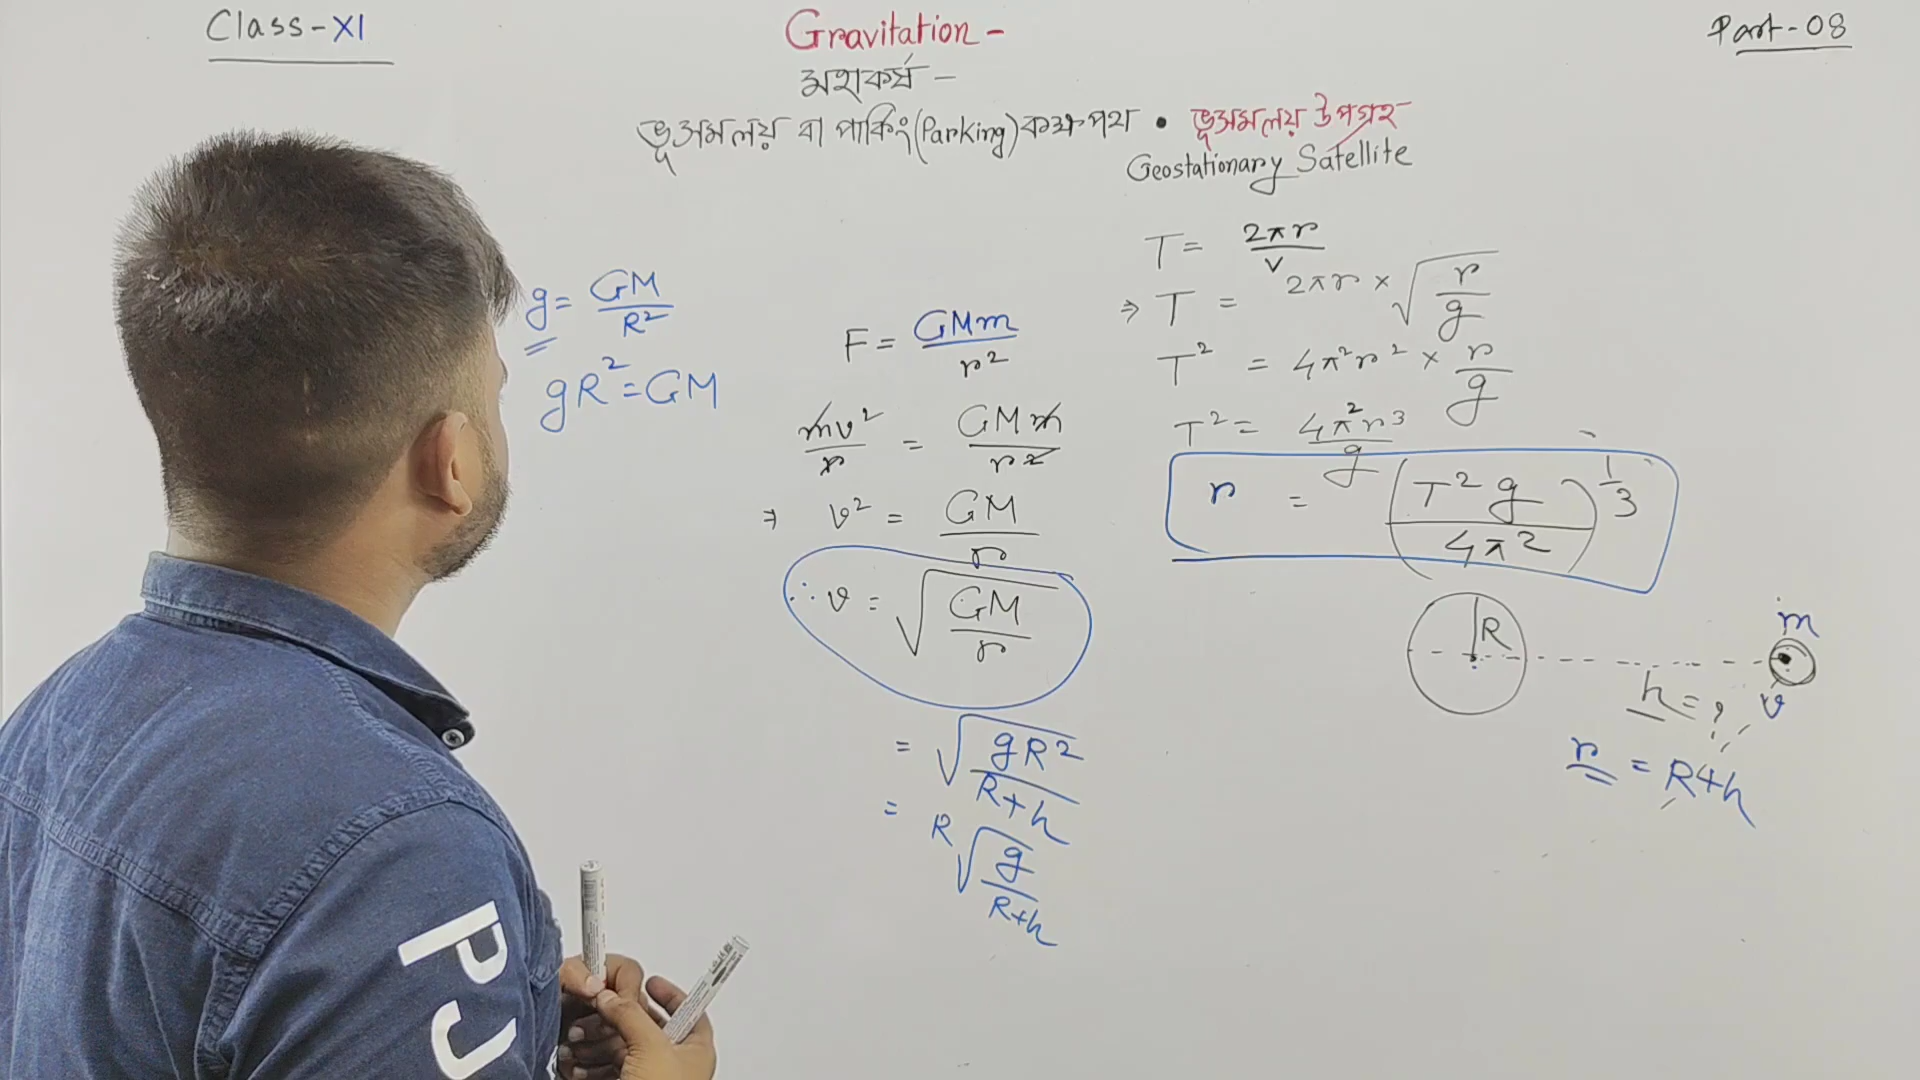 Class-XI
Gravitation -
Part-08
মহাকর্ষ -
ভূসমলয় বা পার্কিং (Parking) কক্ষপথ • ভূসমলয় উপগ্রহ
Geostationary Satellite
g = GM/R²
gR² = GM
F = GMm/r²
mv²/r = GMm/r²
⇒ v² = GM/r
∴ v = √(GM/r)
= √(gR²/(R+h))
= R√(g/(R+h))
T = 2πr/v
⇒ T = 2πr × √(r/g)
T² = 4π²r² × r/g
T² = 4π²r³/g
r = (T²g/4π²)^1/3
R
m
h = ?
v
r = R+h
PJ